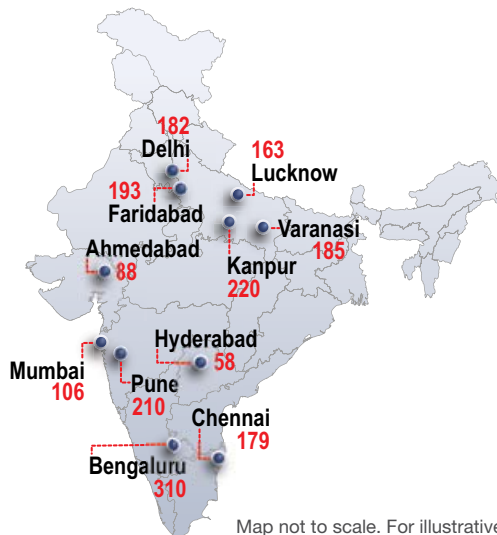 182
Delhi
163
Lucknow
193
Faridabad
Varanasi
185
Ahmedabad
88
Kanpur
220
Hyderabad
58
Mumbai
106
Pune
210
Chennai
179
Bengaluru
310
Map not to scale. For illustrative